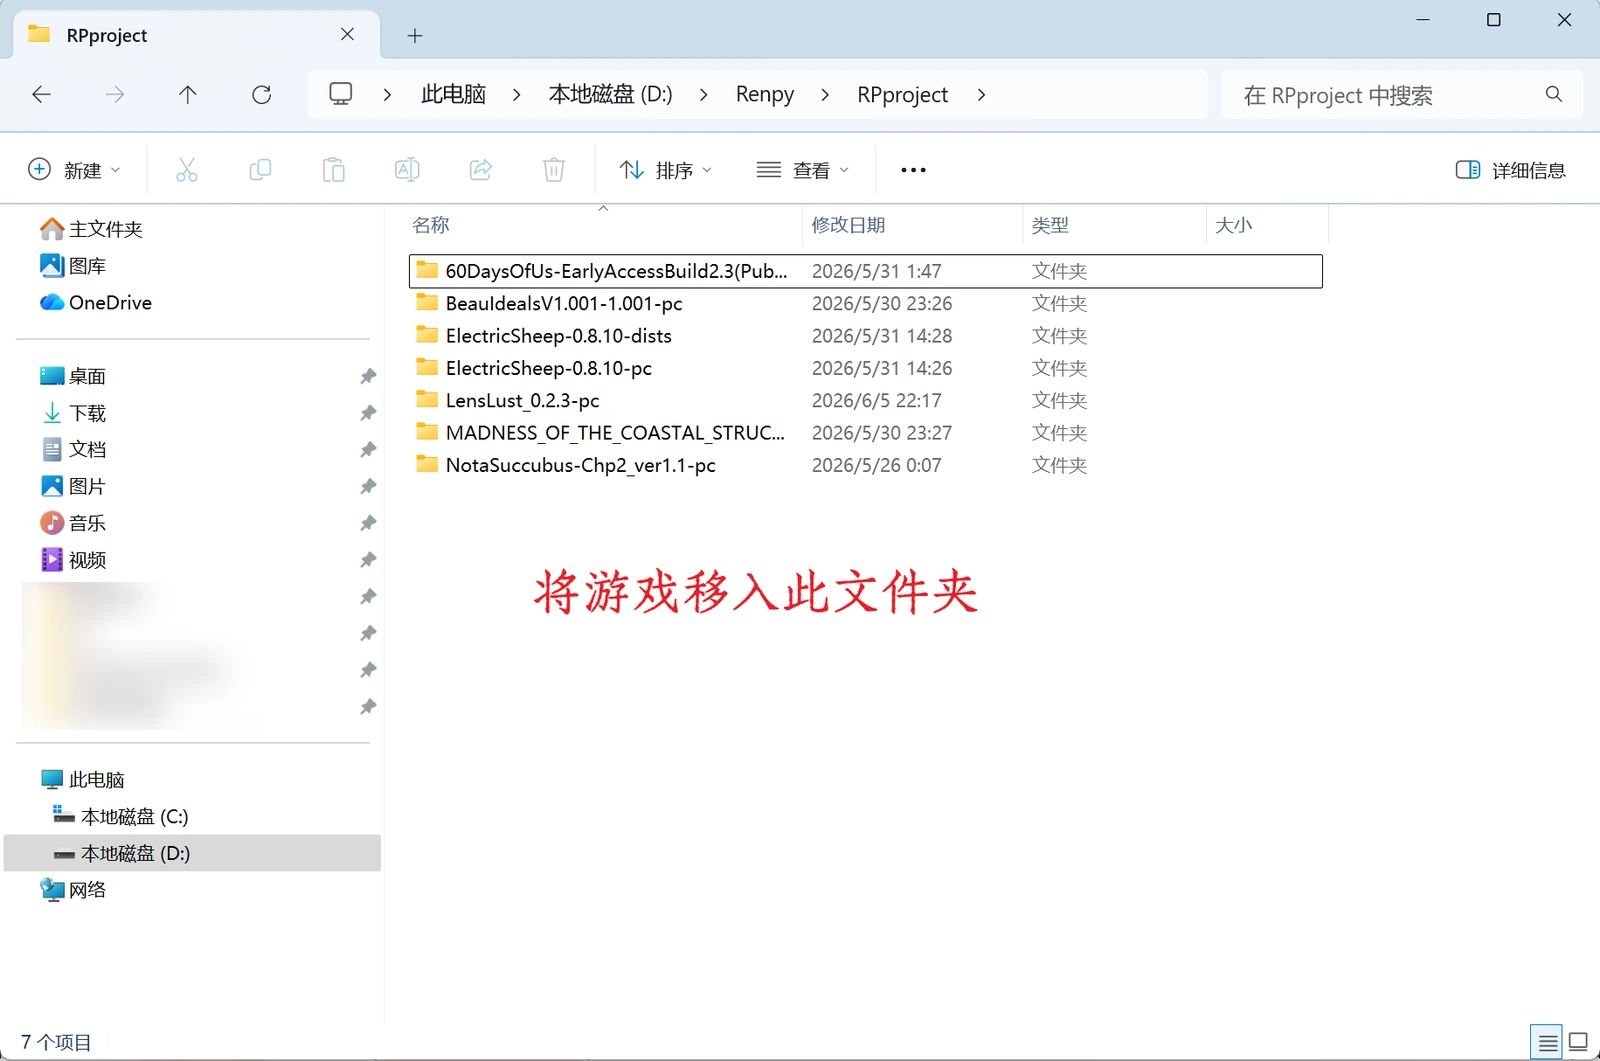 RPproject
此电脑 > 本地磁盘 (D:) > Renpy > RPproject >
在 RPproject 中搜索
新建
排序
查看
详细信息
主文件夹
图库
OneDrive
桌面
下载
文档
图片
音乐
视频
此电脑
本地磁盘 (C:)
本地磁盘 (D:)
网络
名称 修改日期 类型 大小
60DaysOfUs-EarlyAccessBuild2.3(Pub... 2026/5/31 1:47 文件夹
BeauIdealsV1.001-1.001-pc 2026/5/30 23:26 文件夹
ElectricSheep-0.8.10-dists 2026/5/31 14:28 文件夹
ElectricSheep-0.8.10-pc 2026/5/31 14:26 文件夹
LensLust_0.2.3-pc 2026/6/5 22:17 文件夹
MADNESS_OF_THE_COASTAL_STRUC... 2026/5/30 23:27 文件夹
NotaSuccubus-Chp2_ver1.1-pc 2026/5/26 0:07 文件夹
将游戏移入此文件夹
7 个项目